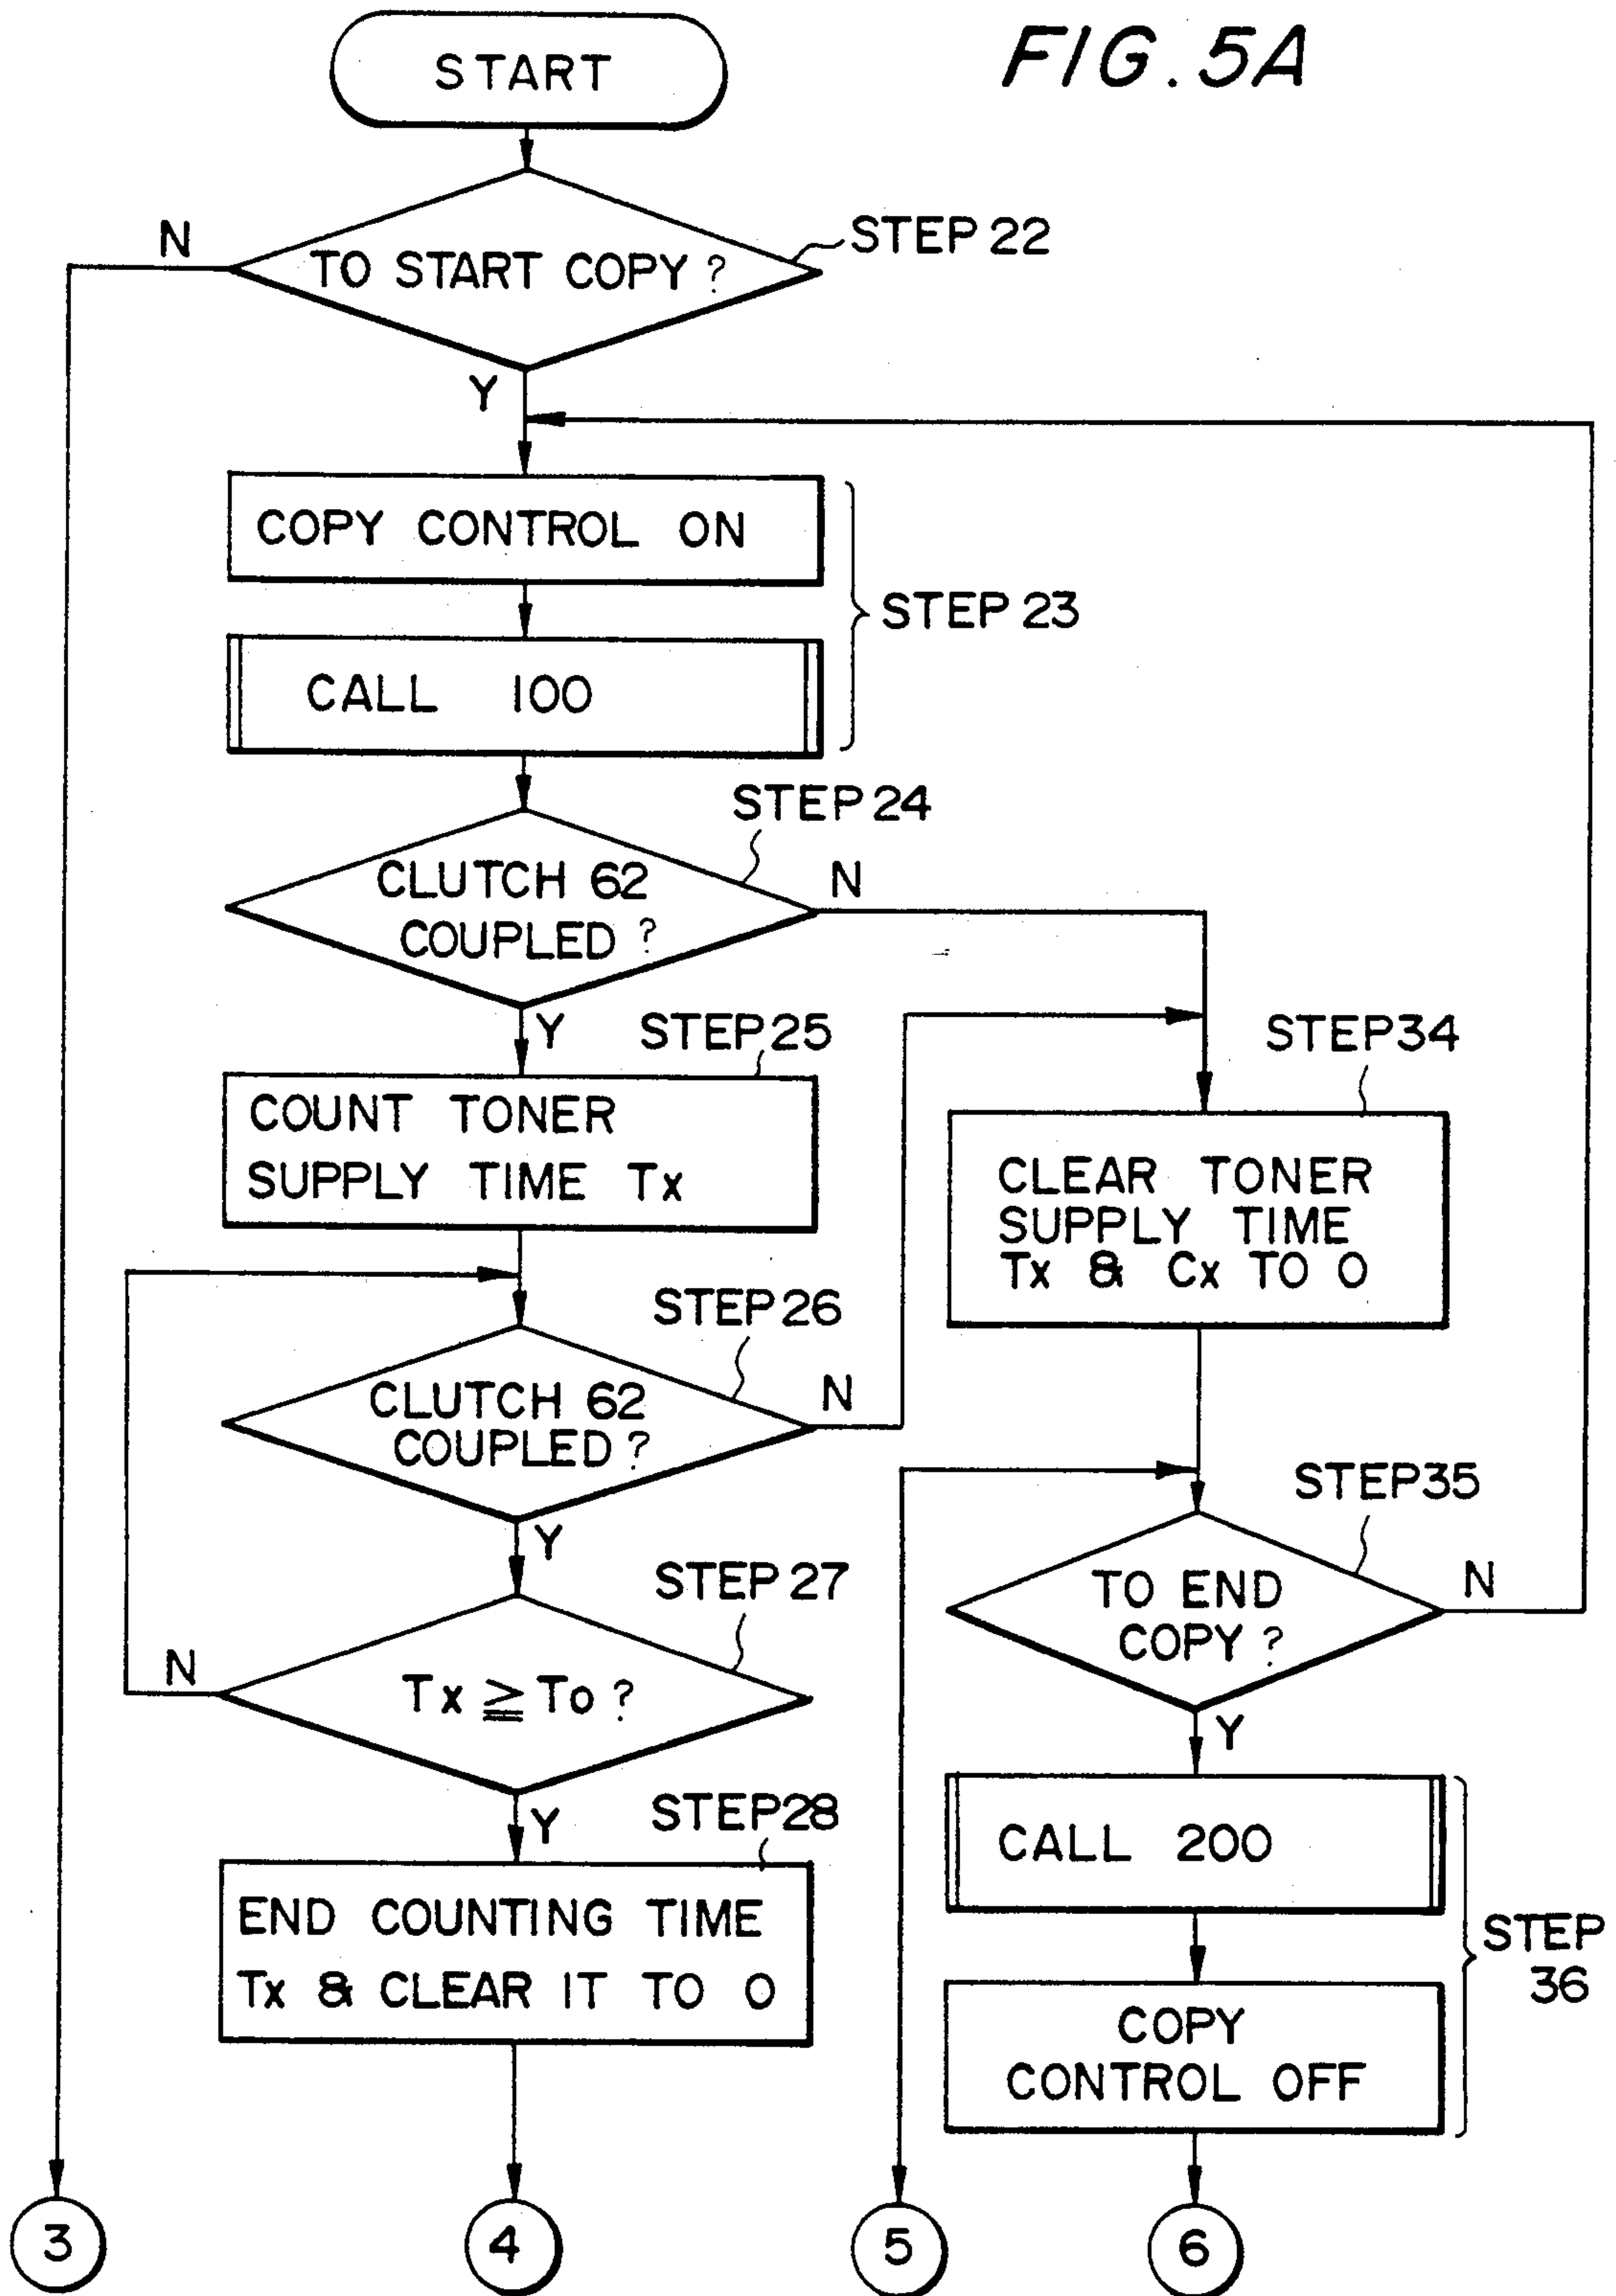 FIG. 5A
START
N
TO START COPY ?
STEP 22
Y
COPY CONTROL ON
CALL 100
STEP 23
STEP 24
CLUTCH 62
COUPLED ?
N
Y
STEP 25
COUNT TONER
SUPPLY TIME Tx
STEP 34
CLEAR TONER
SUPPLY TIME
Tx & Cx TO 0
STEP 26
CLUTCH 62
COUPLED ?
N
Y
STEP 35
TO END
COPY ?
N
Y
STEP 27
N
Tx ≧ To ?
Y
STEP 28
END COUNTING TIME
Tx & CLEAR IT TO 0
CALL 200
COPY
CONTROL OFF
STEP
36
3
4
5
6